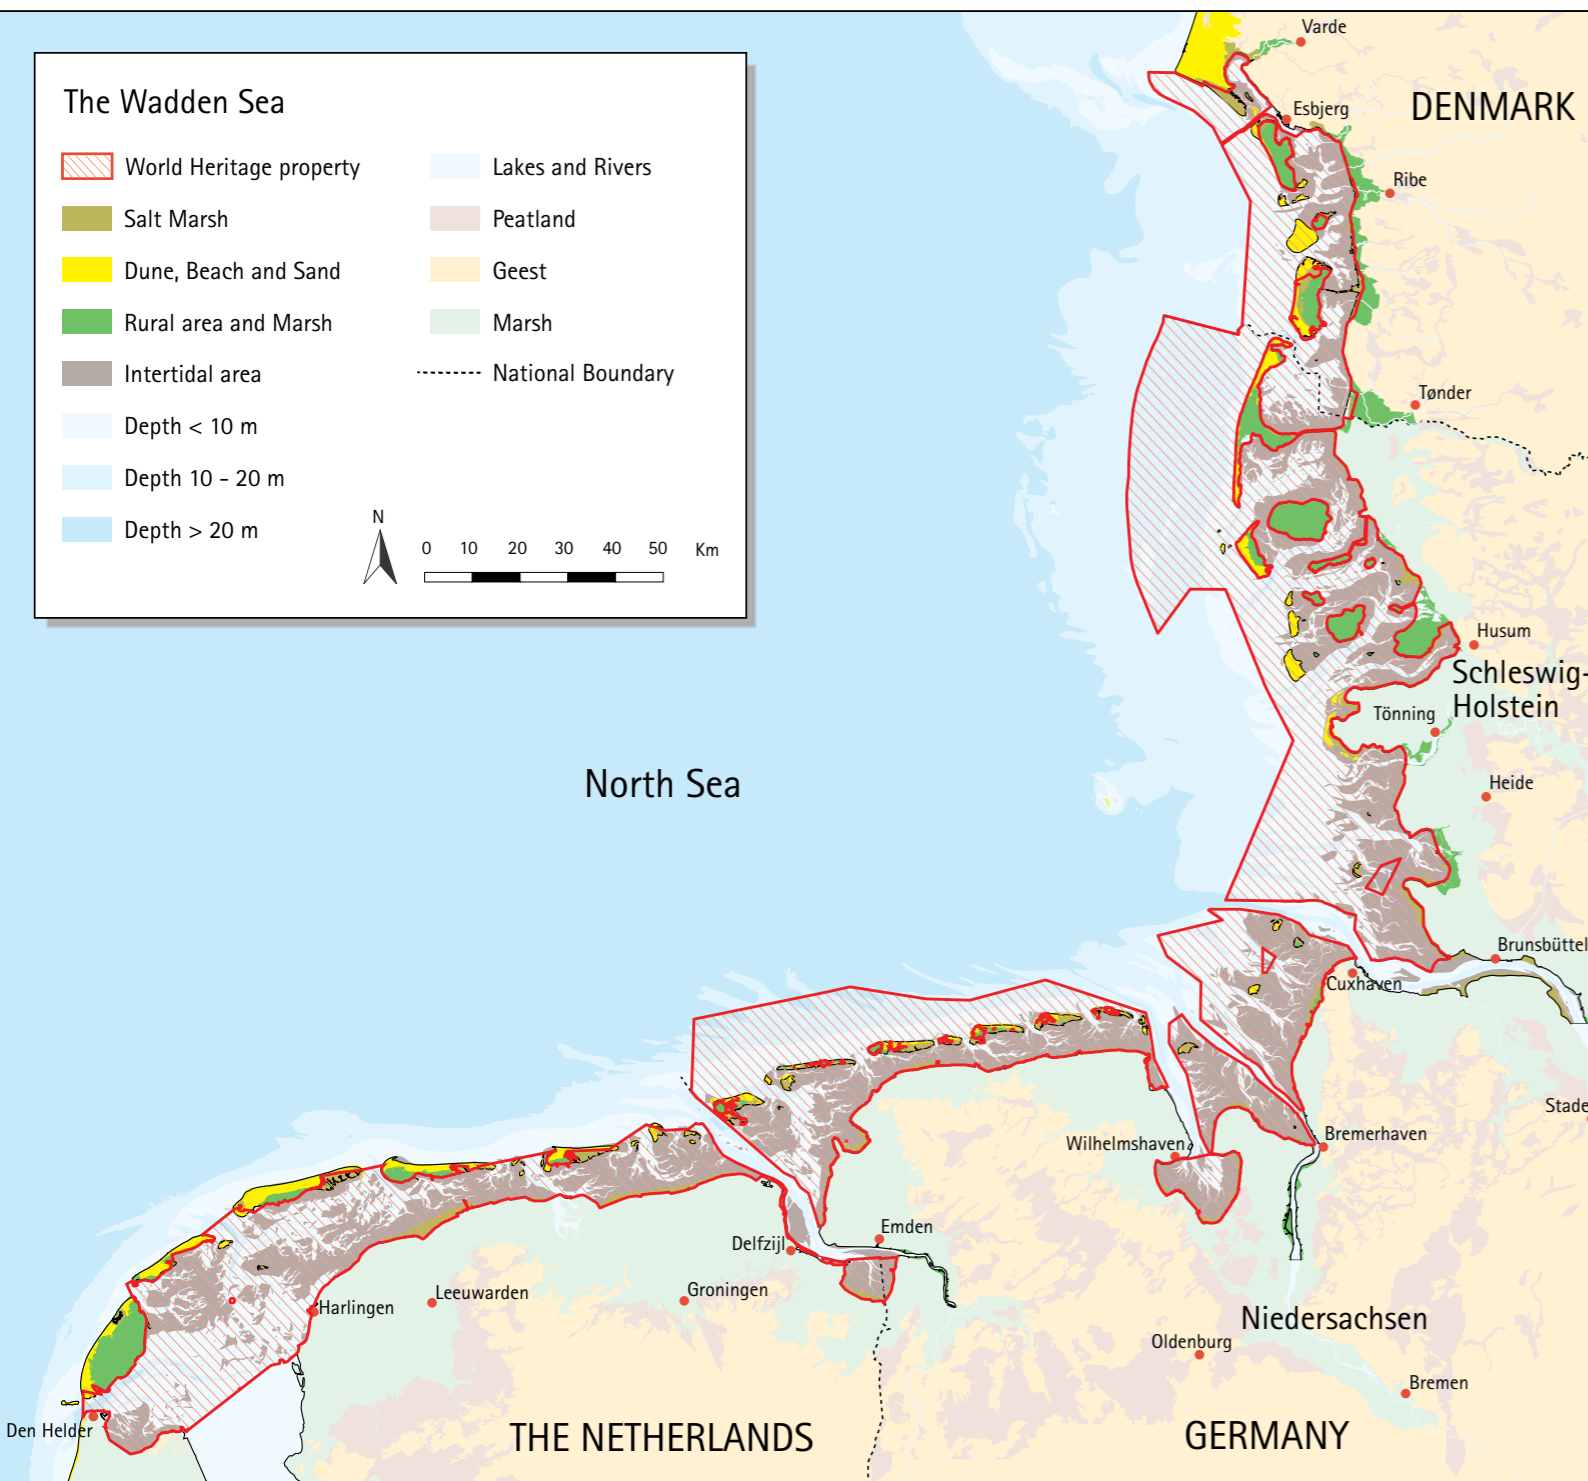 The Wadden Sea
World Heritage property
Salt Marsh
Dune, Beach and Sand
Rural area and Marsh
Intertidal area
Depth < 10 m
Depth 10 - 20 m
Depth > 20 m
Lakes and Rivers
Peatland
Geest
Marsh
National Boundary
N
0 10 20 30 40 50 Km
Varde
DENMARK
Esbjerg
Ribe
Tønder
Husum
Schleswig-
Holstein
Tönning
Heide
North Sea
Brunsbüttel
Cuxhaven
Stade
Bremerhaven
Wilhelmshaven
Emden
Delfzijl
Groningen
Leeuwarden
Harlingen
Niedersachsen
Oldenburg
Bremen
Den Helder
THE NETHERLANDS
GERMANY